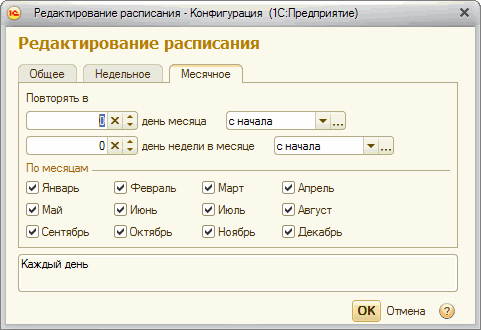 Редактирование расписания - Конфигурация (1С:Предприятие)
Редактирование расписания
Общее Недельное Месячное
Повторять в
0 день месяца с начала ...
0 день недели в месяце с начала ...
По месяцам
Январь Февраль Март Апрель
Май Июнь Июль Август
Сентябрь Октябрь Ноябрь Декабрь
Каждый день
OK Отмена ?